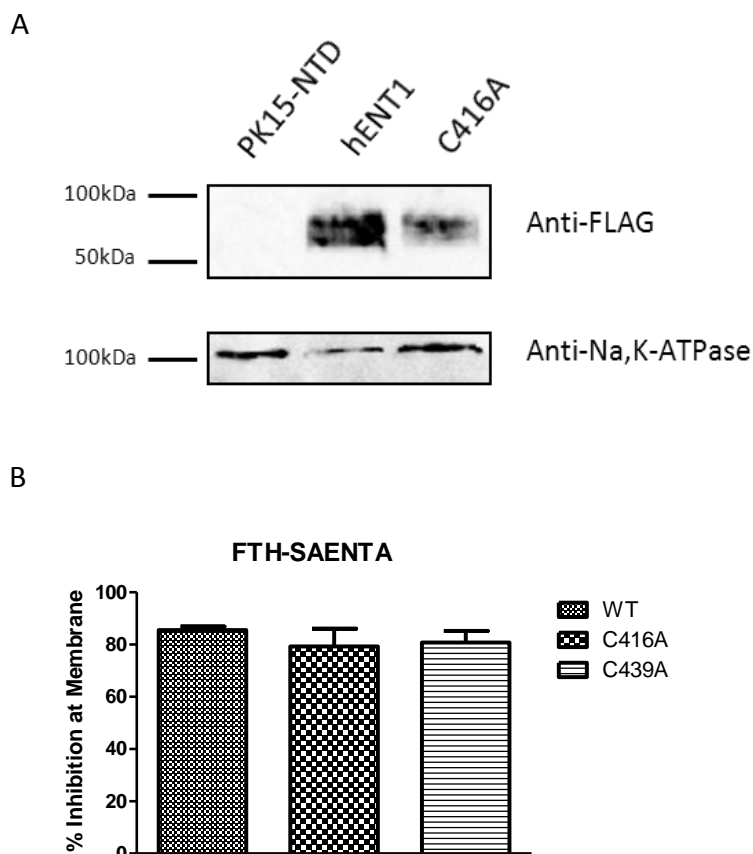 A
PK15-NTD
hENT1
C416A
100kDa
50kDa
Anti-FLAG
100kDa
Anti-Na,K-ATPase
B
FTH-SAENTA
% Inhibition at Membrane
100
80
60
40
20
0
WT
C416A
C439A